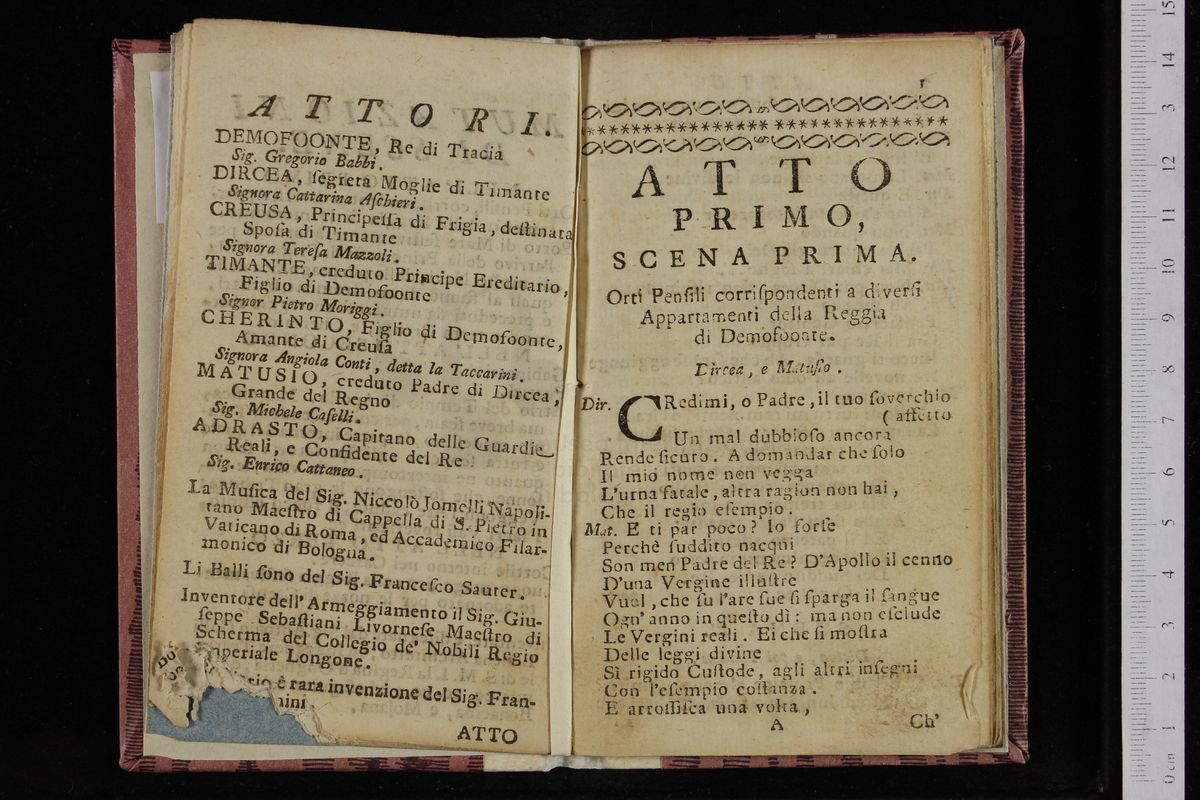 ATTORI.
DEMOFOONTE, Re di Tracia
Sig. Gregorio Babbi.
DIRCEA, ſegreta Moglie di Timante
Signora Cattarina Aſchieri.
CREUSA, Principeſſa di Frigia, deſtinata
Spoſa di Timante
Signora Tereſa Mazzoli.
TIMANTE, creduto Principe Ereditario,
Figlio di Demofoonte
Signor Pietro Moriggi.
CHERINTO, Figlio di Demofoonte,
Amante di Creuſa
Signora Angiola Conti, detta la Taccarini.
MATUSIO, creduto Padre di Dircea,
Grande del Regno
Sig. Michele Caſelli.
ADRASTO, Capitano delle Guardie
Reali, e Confidente del Re
Sig. Enrico Cattaneo.
La Muſica del Sig. Niccolò Jomelli Napoli-
tano Maeſtro di Cappella di S. Pietro in
Vaticano di Roma, ed Accademico Filar-
monico di Bologna.
Li Balli ſono del Sig. Franceſco Sauter.
Inventore dell' Armeggiamento il Sig. Giu-
ſeppe Sebaſtiani Livorneſe Maeſtro di
Scherma del Collegio de' Nobili Regio
Imperiale Longone.
è rara invenzione del Sig. Fran-
ATTO
1
ATTO
PRIMO,
SCENA PRIMA.
Orti Penſili corriſpondenti a diverſi
Appartamenti della Reggia
di Demofoonte.
Dircea, e Matuſio.
Dir. CRedimi, o Padre, il tuo ſoverchio
( affetto
Un mal dubbioſo ancora
Rende ſicuro. A domandar che ſolo
Il mio nome non vegga
L'urna fatale, altra ragion non hai,
Che il regio eſempio.
Mat. E ti par poco? Io forſe
Perchè ſuddito nacqui
Son men Padre del Re? D'Apollo il cenno
D'una Vergine illuſtre
Vuol, che ſu l'are ſue ſi ſparga il ſangue
Ogn' anno in queſto dì: ma non eſclude
Le Vergini reali. Ei che ſi moſtra
Delle leggi divine
Sì rigido Cuſtode, agli altri inſegni
Con l'eſempio coſtanza.
E arroſſiſca una volta,
A
Ch'